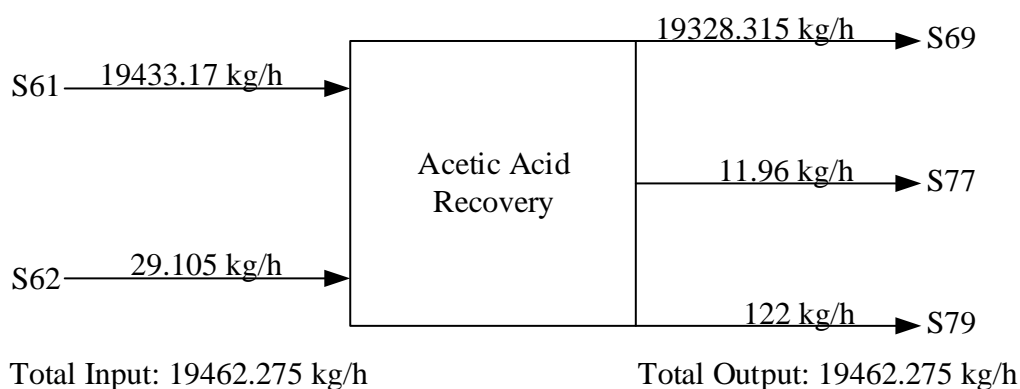 19328.315 kg/h
S69
S61
19433.17 kg/h
Acetic Acid
Recovery
11.96 kg/h
S77
S62
29.105 kg/h
122 kg/h
S79
Total Input: 19462.275 kg/h
Total Output: 19462.275 kg/h